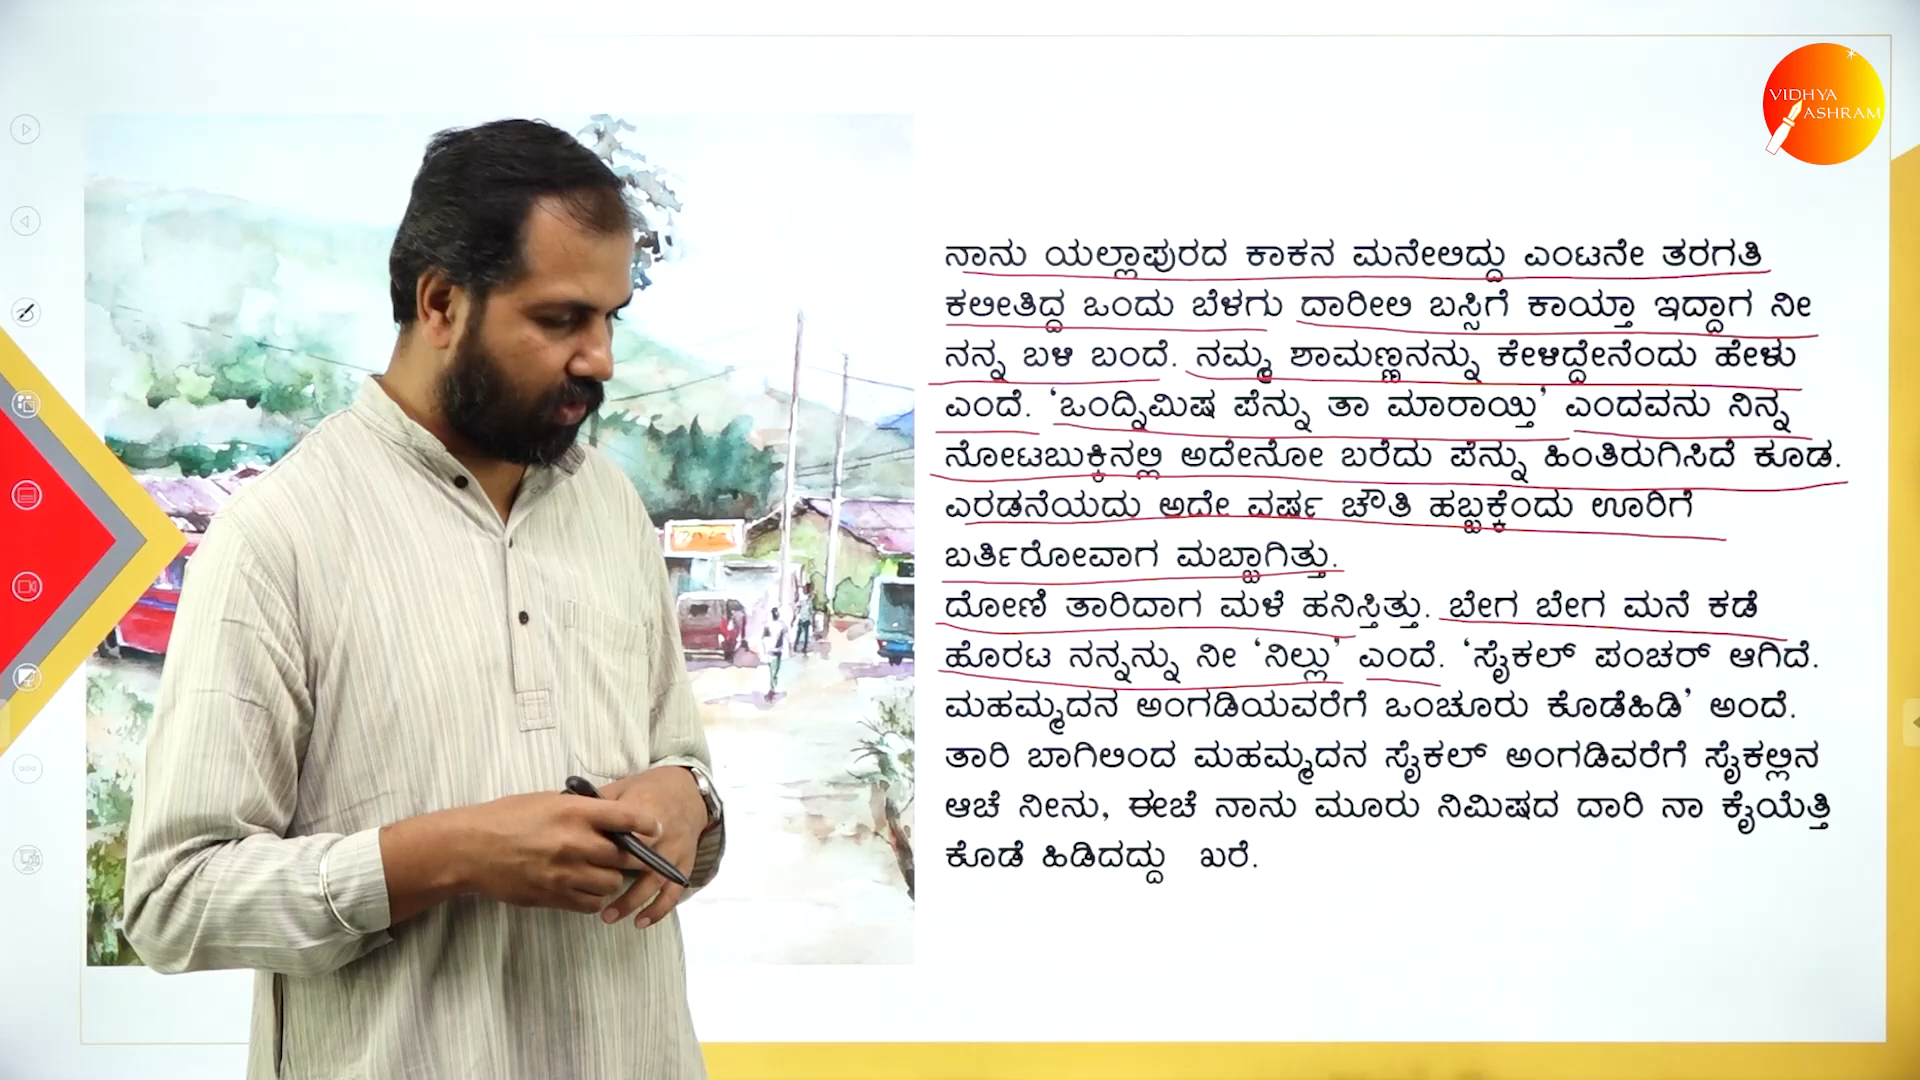 VIDHYA
ASHRAM
ನಾನು ಯಲ್ಲಾಪುರದ ಕಾಕನ ಮನೇಲಿದ್ದು ಎಂಟನೇ ತರಗತಿ
ಕಲೀತಿದ್ದ ಒಂದು ಬೆಳಗು ದಾರೀಲಿ ಬಸ್ಸಿಗೆ ಕಾಯ್ತಾ ಇದ್ದಾಗ ನೀ
ನನ್ನ ಬಳಿ ಬಂದೆ. ನಮ್ಮ ಶಾಮಣ್ಣನನ್ನು ಕೇಳಿದ್ದೇನೆಂದು ಹೇಳು
ಎಂದೆ. ‘ಒಂದ್ನಿಮಿಷ ಪೆನ್ನು ತಾ ಮಾರಾಯ್ತಿ’ ಎಂದವನು ನಿನ್ನ
ನೋಟಬುಕ್ಕಿನಲ್ಲಿ ಅದೇನೋ ಬರೆದು ಪೆನ್ನು ಹಿಂತಿರುಗಿಸಿದೆ ಕೂಡ.
ಎರಡನೆಯದು ಅದೇ ವರ್ಷ ಚೌತಿ ಹಬ್ಬಕ್ಕೆಂದು ಊರಿಗೆ
ಬರ್ತಿರೋವಾಗ ಮಬ್ಬಾಗಿತ್ತು.
ದೋಣಿ ತಾರಿದಾಗ ಮಳೆ ಹನಿಸ್ತಿತ್ತು. ಬೇಗ ಬೇಗ ಮನೆ ಕಡೆ
ಹೊರಟ ನನ್ನನ್ನು ನೀ ‘ನಿಲ್ಲು’ ಎಂದೆ. ‘ಸೈಕಲ್ ಪಂಚರ್ ಆಗಿದೆ.
ಮಹಮ್ಮದನ ಅಂಗಡಿಯವರೆಗೆ ಒಂಚೂರು ಕೊಡೆಹಿಡಿ’ ಅಂದೆ.
ತಾರಿ ಬಾಗಿಲಿಂದ ಮಹಮ್ಮದನ ಸೈಕಲ್ ಅಂಗಡಿವರೆಗೆ ಸೈಕಲ್ಲಿನ
ಆಚೆ ನೀನು, ಈಚೆ ನಾನು ಮೂರು ನಿಮಿಷದ ದಾರಿ ನಾ ಕೈಯೆತ್ತಿ
ಕೊಡೆ ಹಿಡಿದದ್ದು ಖರೆ.